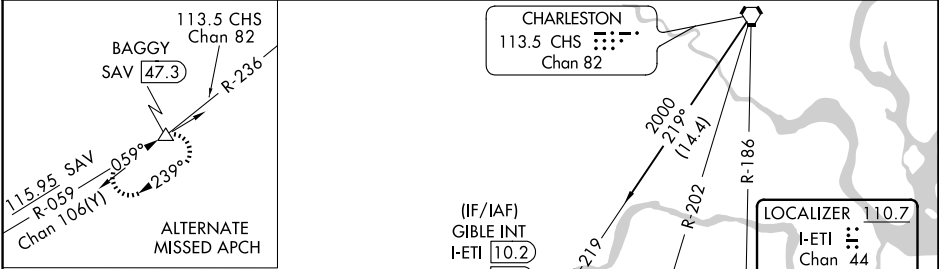 113.5 CHS
Chan 82
BAGGY
SAV 47.3
R-236
059°
239°
115.95 SAV
R-059
Chan 106(Y)
ALTERNATE
MISSED APCH
CHARLESTON
113.5 CHS
Chan 82
2000
219°
(14.4)
R-186
R-202
-219
(IF/IAF)
GIBLE INT
I-ETI 10.2
LOCALIZER 110.7
I-ETI
Chan 44